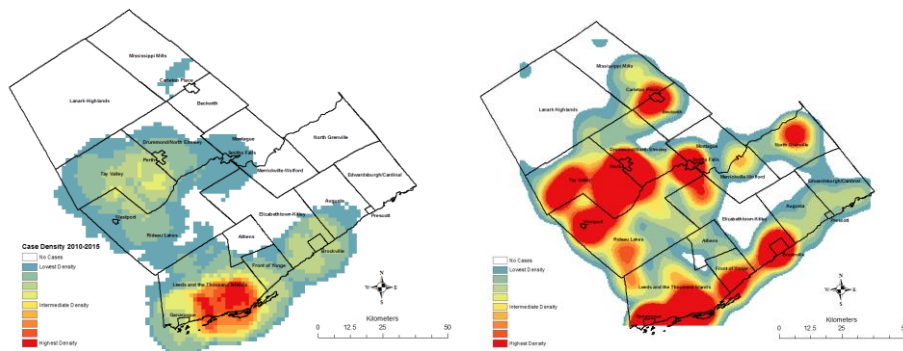 Mississippi Mills
Carleton Place
Beckwith
Lanark Highlands
Drummond/North Elmsley
Montague
North Grenville
Perth
Smiths Falls
Tay Valley
Merrickville-Wolford
Edwardsburgh/Cardinal
Westport
Augusta
Elizabethtown-Kitley
Prescott
Rideau Lakes
Athens
Brockville
Front of Yonge
Leeds and the Thousand Islands
Gananoque
Case Density 2010-2015
No Cases
Lowest Density
Intermediate Density
Highest Density
N
W E
S
Kilometers
0 12.5 25 50
Mississippi Mills
Carleton Place
Beckwith
Lanark Highlands
Drummond/North Elmsley
Montague
North Grenville
Perth
Smiths Falls
Tay Valley
Merrickville-Wolford
Edwardsburgh/Cardinal
Westport
Augusta
Elizabethtown-Kitley
Prescott
Rideau Lakes
Athens
Brockville
Front of Yonge
Leeds and the Thousand Islands
No Cases
Lowest Density
Intermediate Density
Highest Density
N
W E
S
Kilometers
0 12.5 25 50